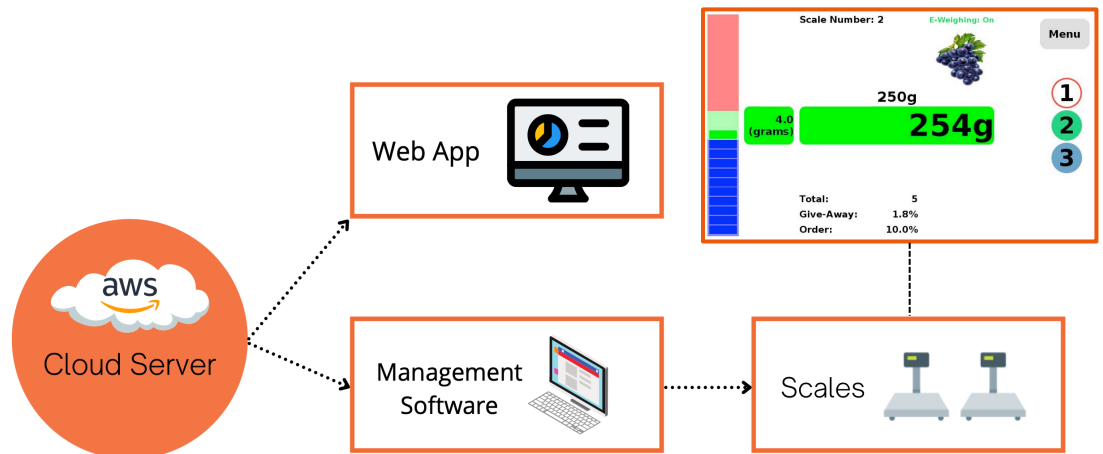 Scale Number: 2
E-Weighing: On
Menu
250g
1
4.0
(grams)
254g
2
3
Total: 5
Give-Away: 1.8%
Order: 10.0%
Web App
aws
Cloud Server
Management
Software
Scales